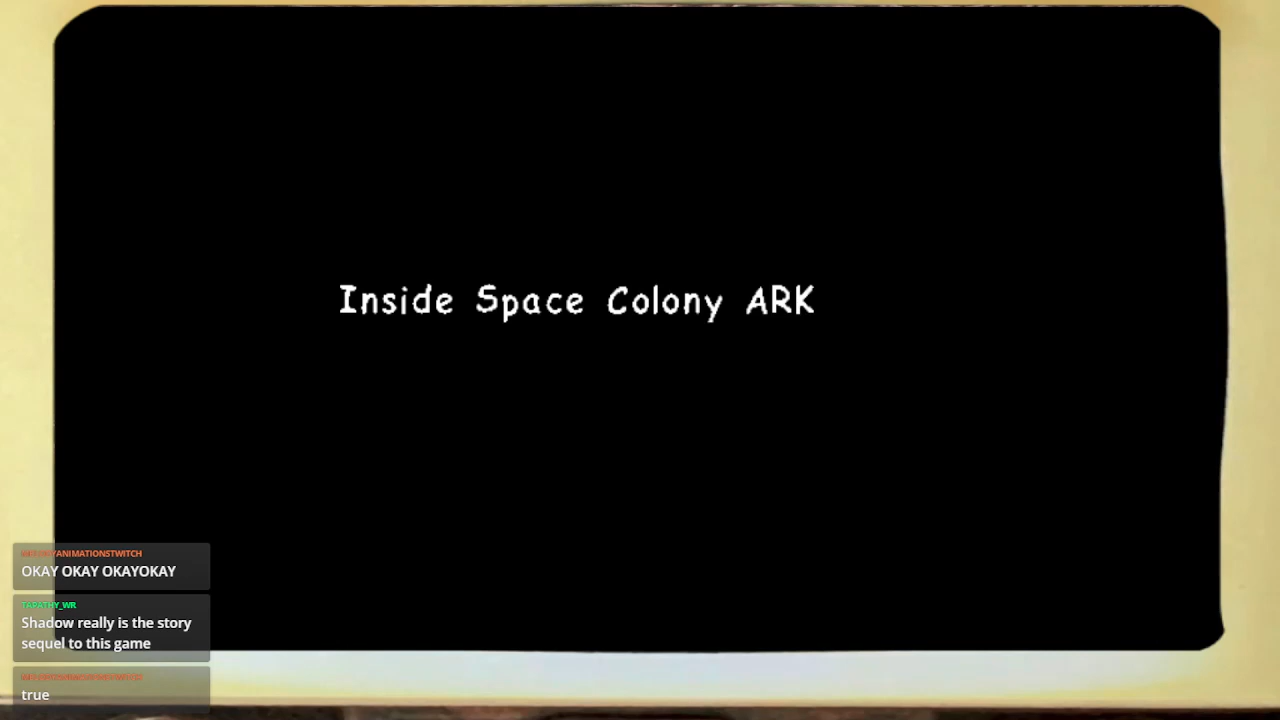 Inside Space Colony ARK
OKAY OKAY OKAYOKAY
TAPATHY_WR
Shadow really is the story
sequel to this game
true